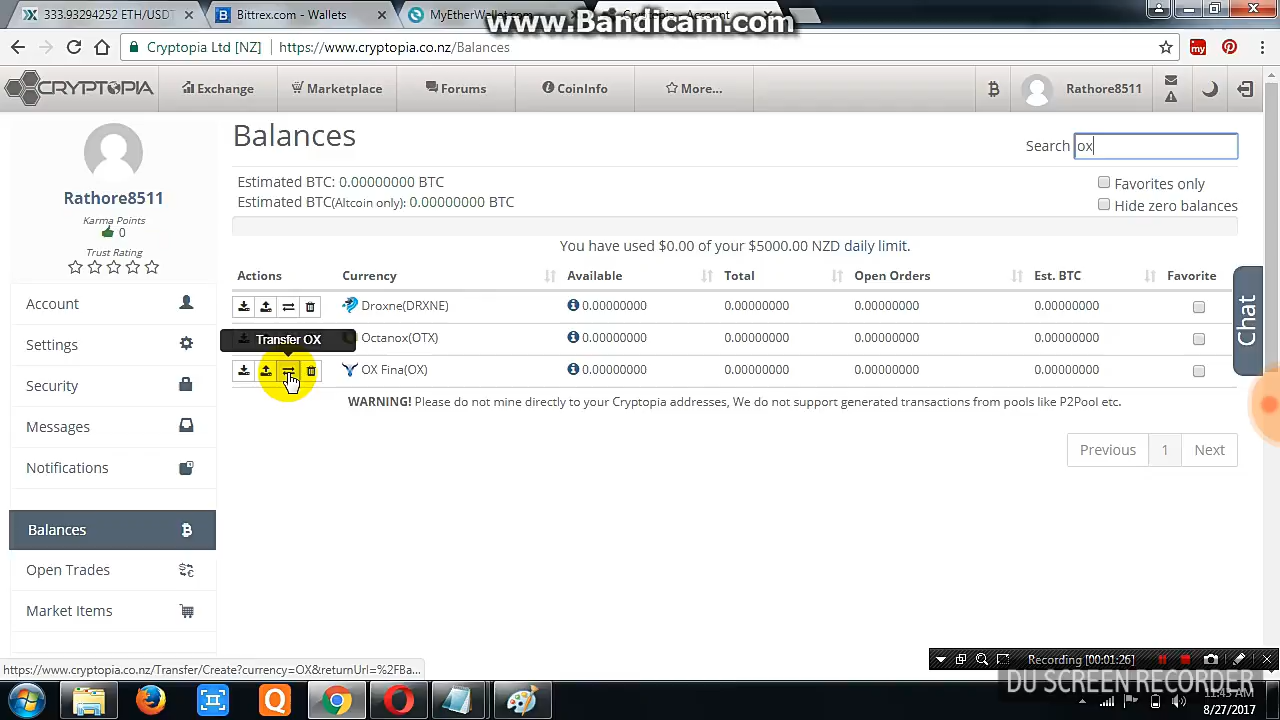 333.99294232 ETH/USDT
Bittrex.com - Wallets
MyEtherWallet
www.Bandicam.com
Cryptopia Ltd [NZ]
https://www.cryptopia.co.nz/Balances
my
CRYPTOPIA
Exchange
Marketplace
Forums
CoinInfo
More...
Rathore8511
Rathore8511
Karma Points
0
Trust Rating
Account
Settings
Security
Messages
Notifications
Balances
Open Trades
Market Items
Balances
Search ox
Estimated BTC: 0.00000000 BTC
Estimated BTC(Altcoin only): 0.00000000 BTC
Favorites only
Hide zero balances
You have used $0.00 of your $5000.00 NZD daily limit.
Actions Currency Available Total Open Orders Est. BTC Favorite
Droxne(DRXNE) 0.00000000 0.00000000 0.00000000 0.00000000
Transfer OX
Octanox(OTX) 0.00000000 0.00000000 0.00000000 0.00000000
OX Fina(OX) 0.00000000 0.00000000 0.00000000 0.00000000
WARNING! Please do not mine directly to your Cryptopia addresses, We do not support generated transactions from pools like P2Pool etc.
Previous 1 Next
Chat
https://www.cryptopia.co.nz/Transfer/Create?currency=OX&returnUrl=%2FBa...
Recording [00:01:26]
DU SCREEN RECORDER
11:43 AM
8/27/2017